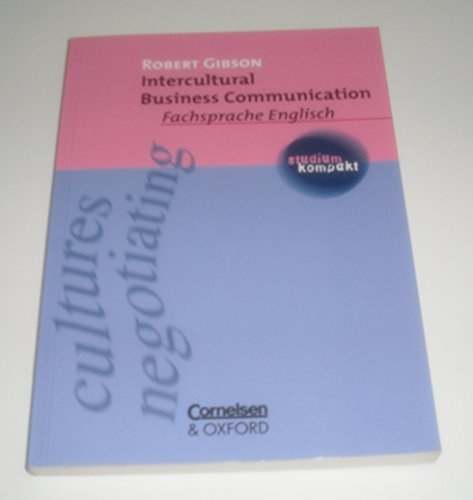 ROBERT GIBSON
Intercultural
Business Communication
Fachsprache Englisch
studium
kompakt
cultures
negotiating
Cornelsen
& OXFORD